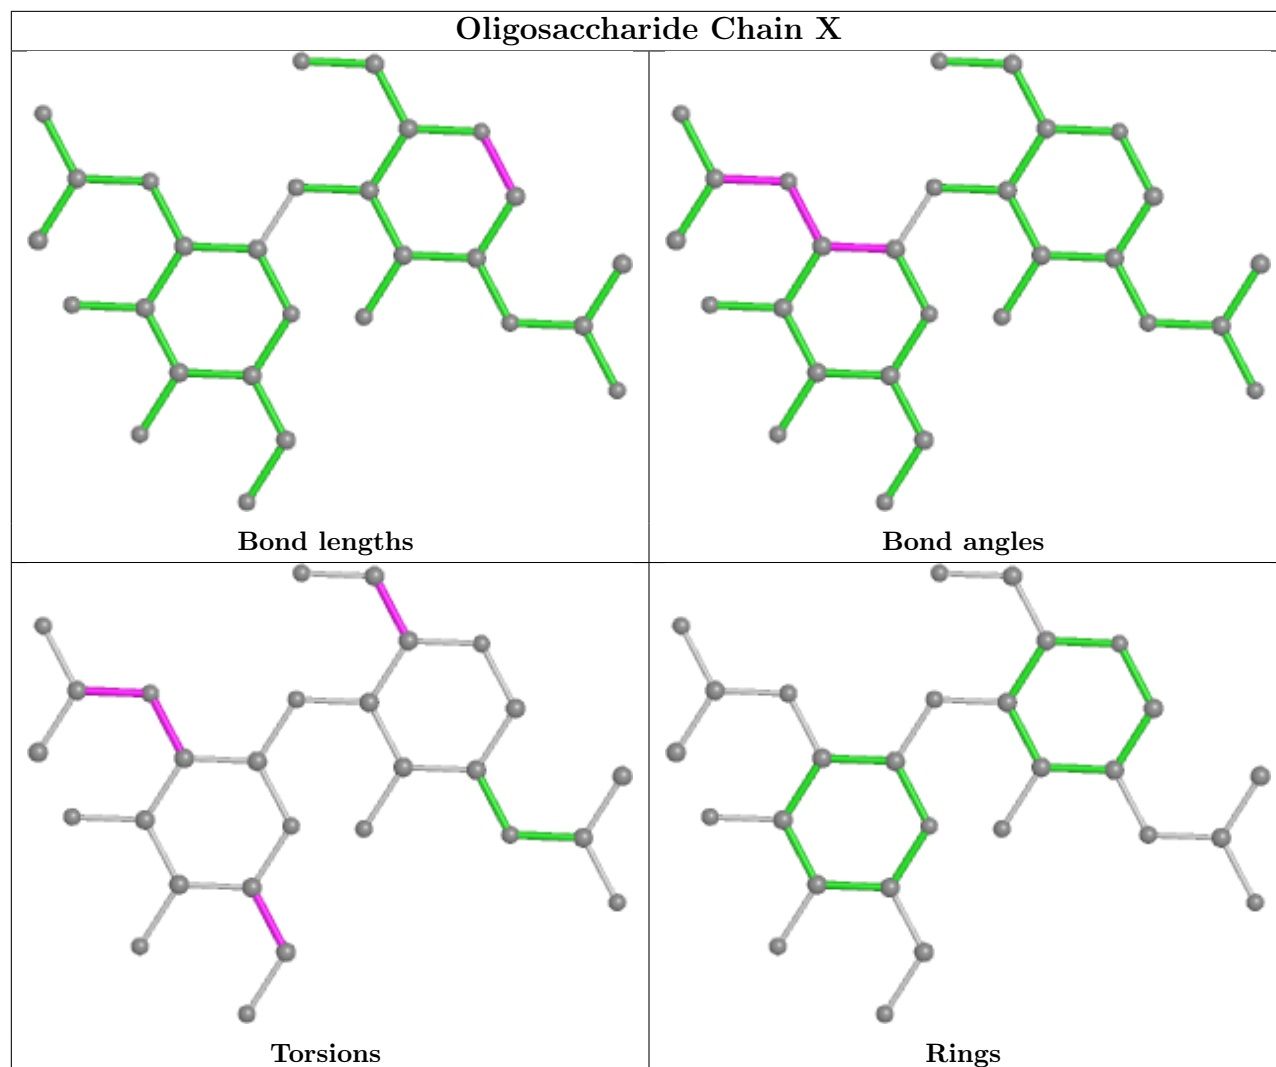 Oligosaccharide Chain X
Bond lengths
Bond angles
Torsions
Rings